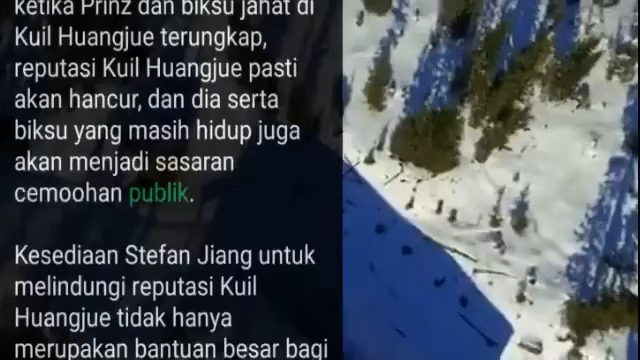 ketika Prinz dan biksu jahat di
Kuil Huangjue terungkap,
reputasi Kuil Huangjue pasti
akan hancur, dan dia serta
biksu yang masih hidup juga
akan menjadi sasaran
cemoohan publik.
Kesediaan Stefan Jiang untuk
melindungi reputasi Kuil
Huangjue tidak hanya
merupakan bantuan besar bagi